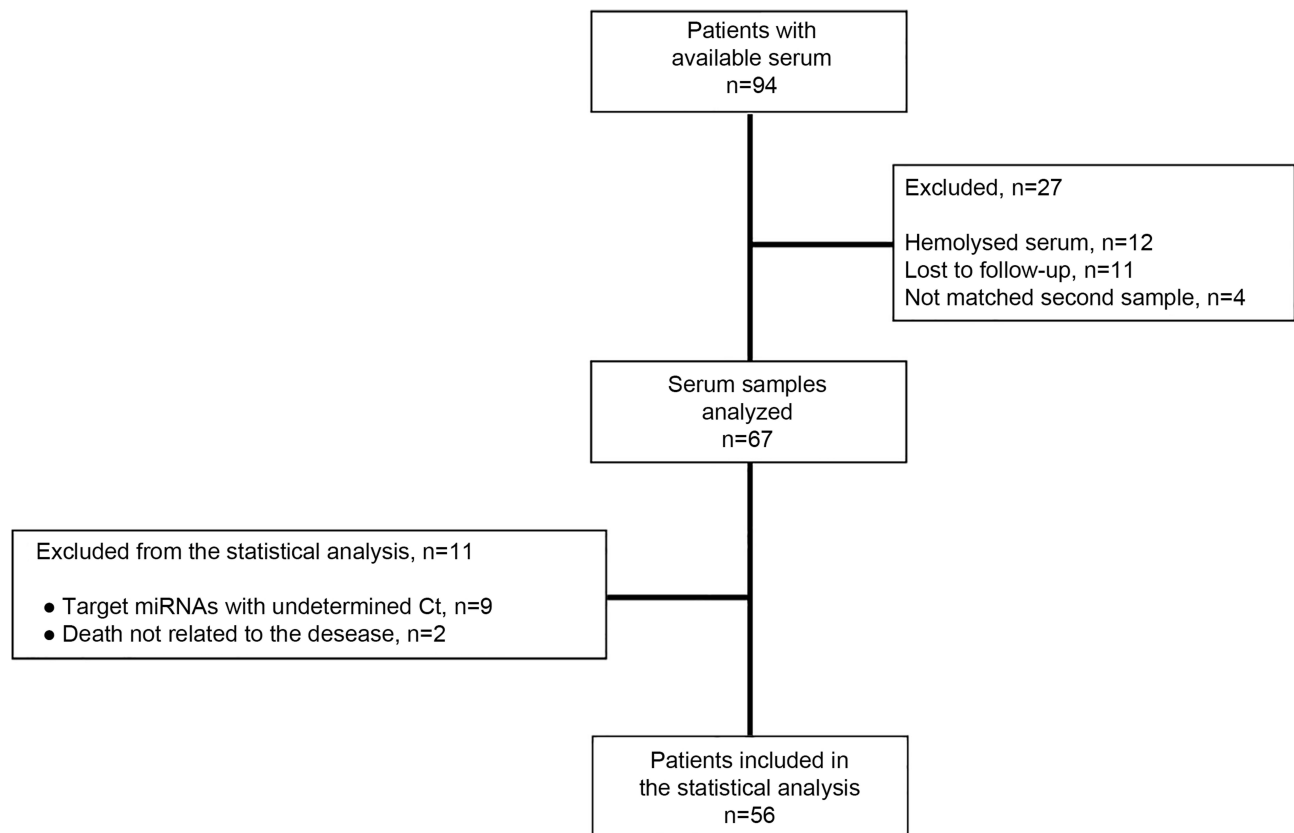 Patients with
available serum
n=94
Excluded, n=27
Hemolysed serum, n=12
Lost to follow-up, n=11
Not matched second sample, n=4
Serum samples
analyzed
n=67
Excluded from the statistical analysis, n=11
● Target miRNAs with undetermined Ct, n=9
● Death not related to the desease, n=2
Patients included in
the statistical analysis
n=56